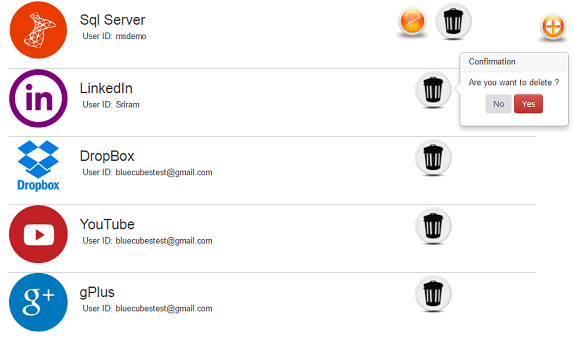 Sql Server
User ID: msdemo
Confirmation
Are you want to delete ?
No Yes
in
LinkedIn
User ID: Sriram
Dropbox
DropBox
User ID: bluecubestest@gmail.com
YouTube
User ID: bluecubestest@gmail.com
g+
gPlus
User ID: bluecubestest@gmail.com